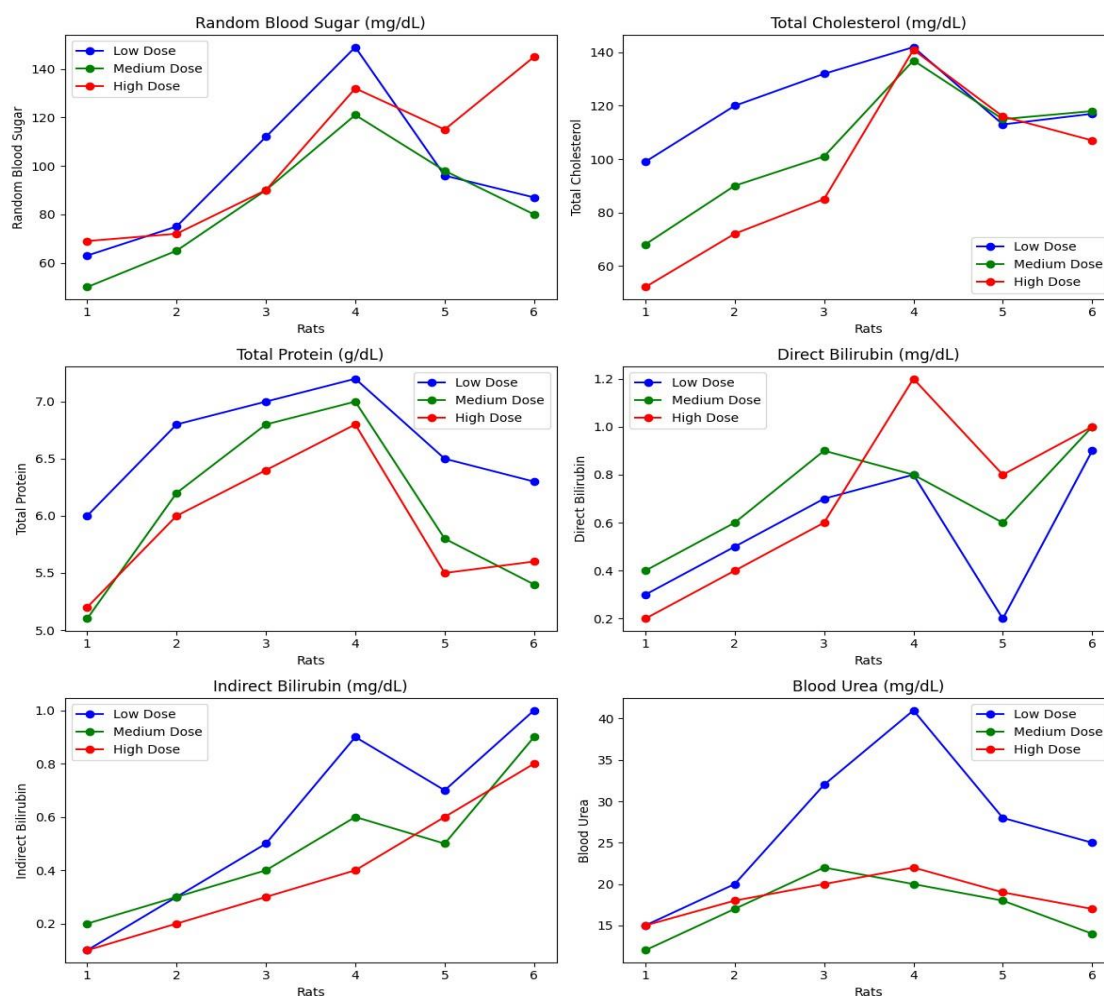 Random Blood Sugar (mg/dL)
Random Blood Sugar
140
120
100
80
60
Low Dose
Medium Dose
High Dose
1 2 3 4 5 6
Rats
Total Cholesterol (mg/dL)
Total Cholesterol
140
120
100
80
60
Low Dose
Medium Dose
High Dose
1 2 3 4 5 6
Rats
Total Protein (g/dL)
Total Protein
7.0
6.5
6.0
5.5
5.0
Low Dose
Medium Dose
High Dose
1 2 3 4 5 6
Rats
Direct Bilirubin (mg/dL)
Direct Bilirubin
1.2
1.0
0.8
0.6
0.4
0.2
Low Dose
Medium Dose
High Dose
1 2 3 4 5 6
Rats
Indirect Bilirubin (mg/dL)
Indirect Bilirubin
1.0
0.8
0.6
0.4
0.2
Low Dose
Medium Dose
High Dose
1 2 3 4 5 6
Rats
Blood Urea (mg/dL)
Blood Urea
40
35
30
25
20
15
Low Dose
Medium Dose
High Dose
1 2 3 4 5 6
Rats